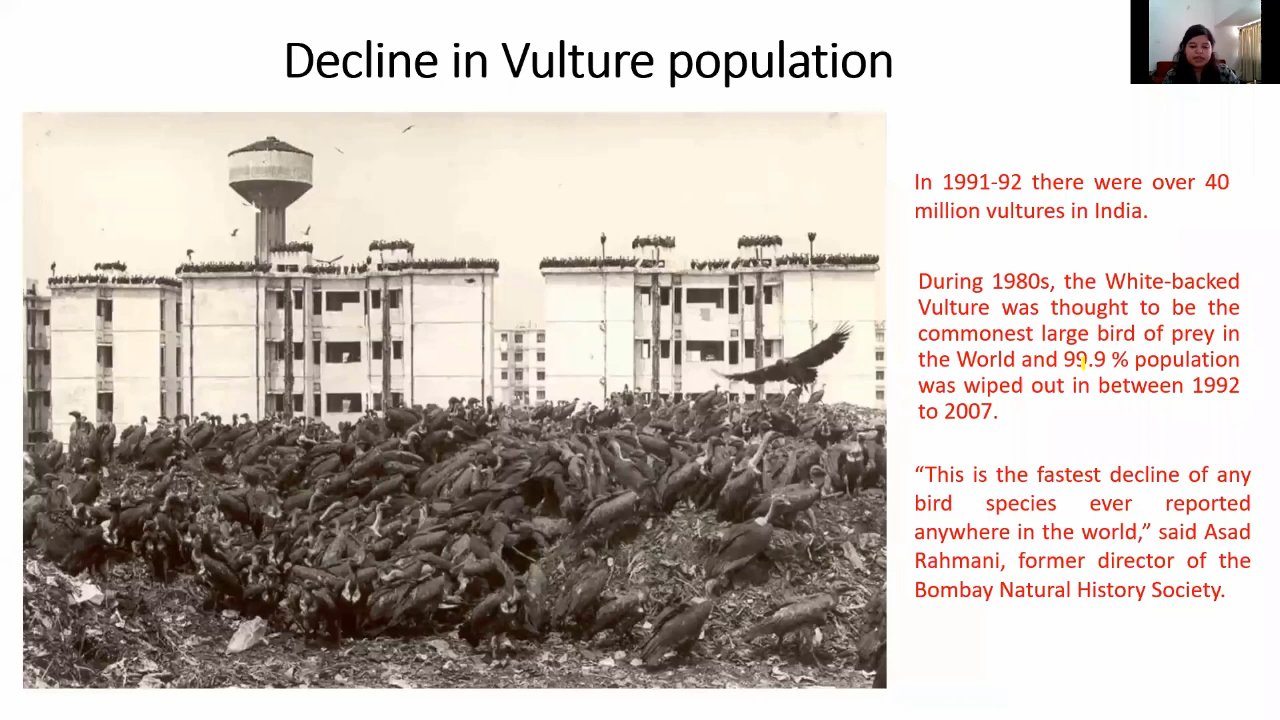 Decline in Vulture population
In 1991-92 there were over 40
million vultures in India.
During 1980s, the White-backed
Vulture was thought to be the
commonest large bird of prey in
the World and 99.9 % population
was wiped out in between 1992
to 2007.
“This is the fastest decline of any
bird species ever reported
anywhere in the world,” said Asad
Rahmani, former director of the
Bombay Natural History Society.